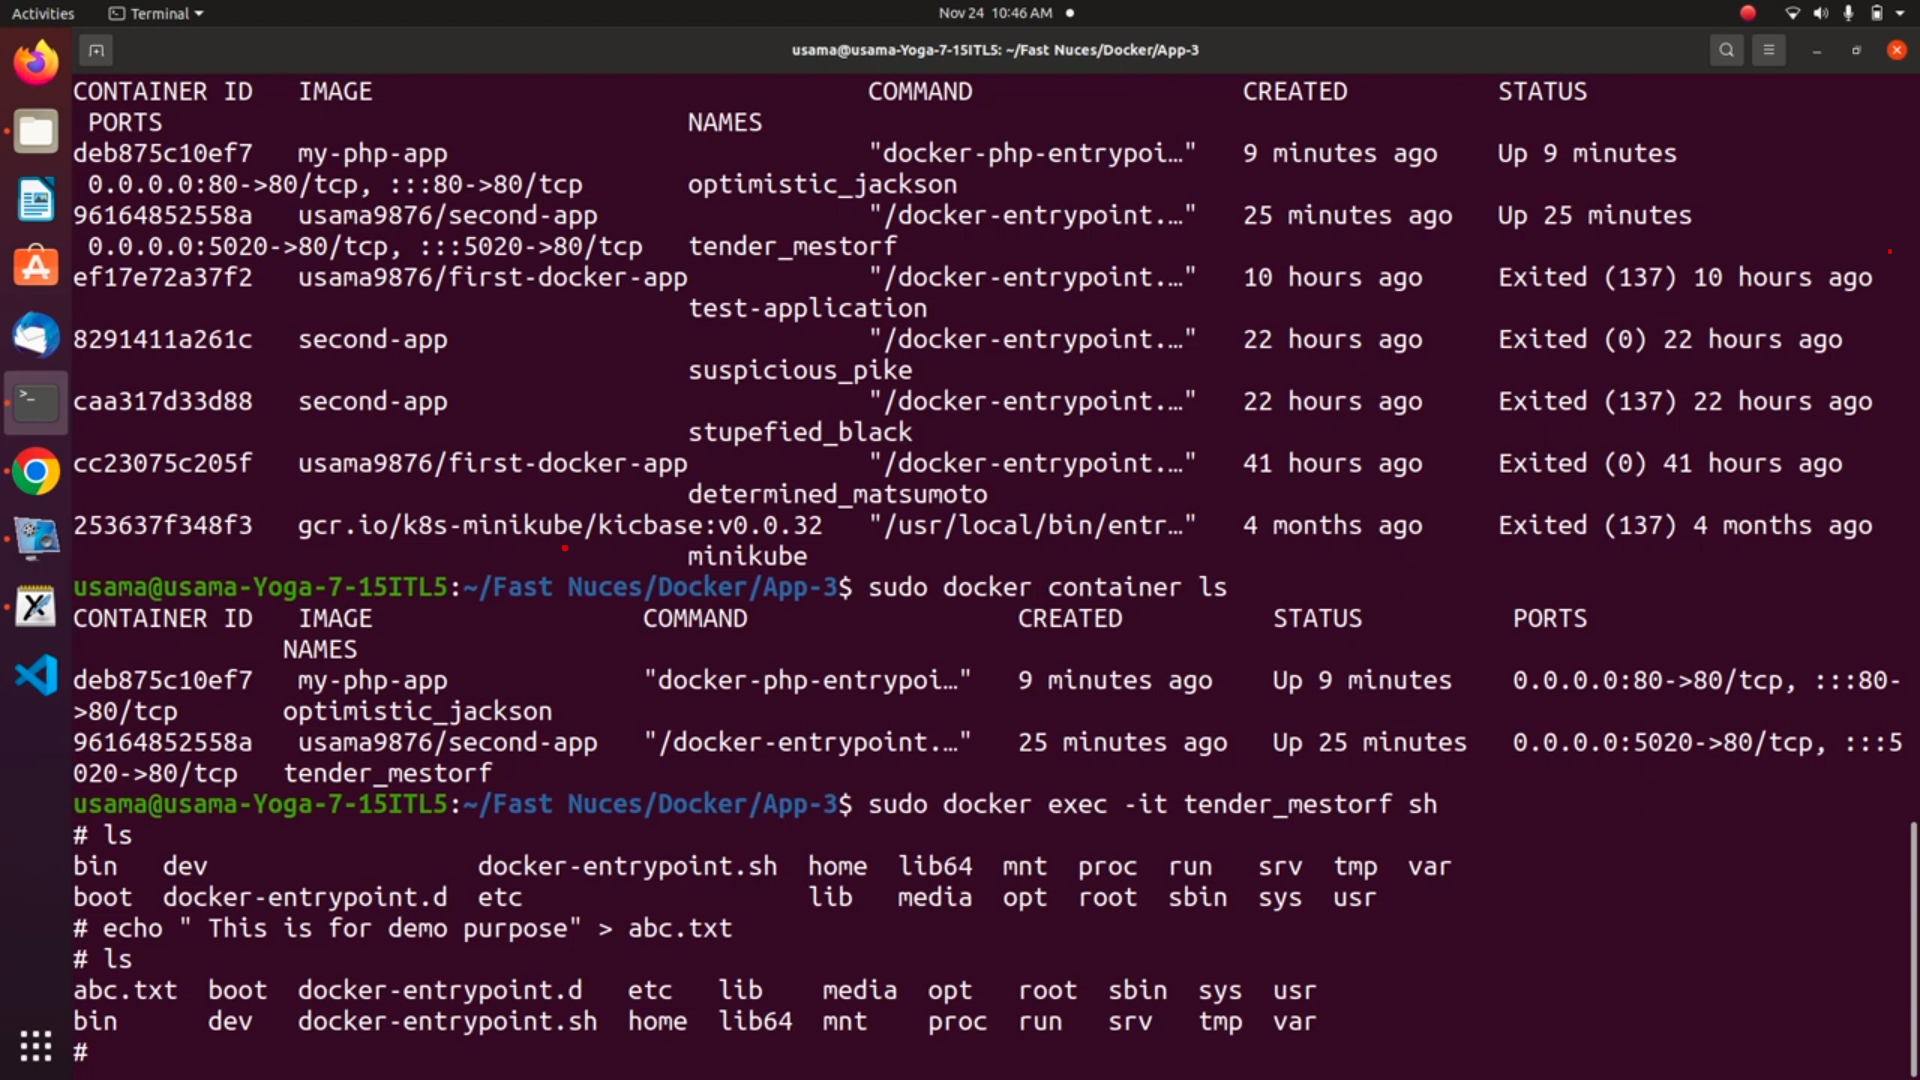 Activities Terminal Nov 24 10:46 AM
usama@usama-Yoga-7-15ITL5: ~/Fast Nuces/Docker/App-3
CONTAINER ID IMAGE COMMAND CREATED STATUS
PORTS NAMES
deb875c10ef7 my-php-app "docker-php-entrypoi…" 9 minutes ago Up 9 minutes
0.0.0.0:80->80/tcp, :::80->80/tcp optimistic_jackson
96164852558a usama9876/second-app "/docker-entrypoint.…" 25 minutes ago Up 25 minutes
0.0.0.0:5020->80/tcp, :::5020->80/tcp tender_mestorf
ef17e72a37f2 usama9876/first-docker-app "/docker-entrypoint.…" 10 hours ago Exited (137) 10 hours ago
test-application
8291411a261c second-app "/docker-entrypoint.…" 22 hours ago Exited (0) 22 hours ago
suspicious_pike
caa317d33d88 second-app "/docker-entrypoint.…" 22 hours ago Exited (137) 22 hours ago
stupefied_black
cc23075c205f usama9876/first-docker-app "/docker-entrypoint.…" 41 hours ago Exited (0) 41 hours ago
determined_matsumoto
253637f348f3 gcr.io/k8s-minikube/kicbase:v0.0.32 "/usr/local/bin/entr…" 4 months ago Exited (137) 4 months ago
minikube
usama@usama-Yoga-7-15ITL5:~/Fast Nuces/Docker/App-3$ sudo docker container ls
CONTAINER ID IMAGE COMMAND CREATED STATUS PORTS
NAMES
deb875c10ef7 my-php-app "docker-php-entrypoi…" 9 minutes ago Up 9 minutes 0.0.0.0:80->80/tcp, :::80-
>80/tcp optimistic_jackson
96164852558a usama9876/second-app "/docker-entrypoint.…" 25 minutes ago Up 25 minutes 0.0.0.0:5020->80/tcp, :::5
020->80/tcp tender_mestorf
usama@usama-Yoga-7-15ITL5:~/Fast Nuces/Docker/App-3$ sudo docker exec -it tender_mestorf sh
# ls
bin dev docker-entrypoint.sh home lib64 mnt proc run srv tmp var
boot docker-entrypoint.d etc lib media opt root sbin sys usr
# echo " This is for demo purpose" > abc.txt
# ls
abc.txt boot docker-entrypoint.d etc lib media opt root sbin sys usr
bin dev docker-entrypoint.sh home lib64 mnt proc run srv tmp var
#